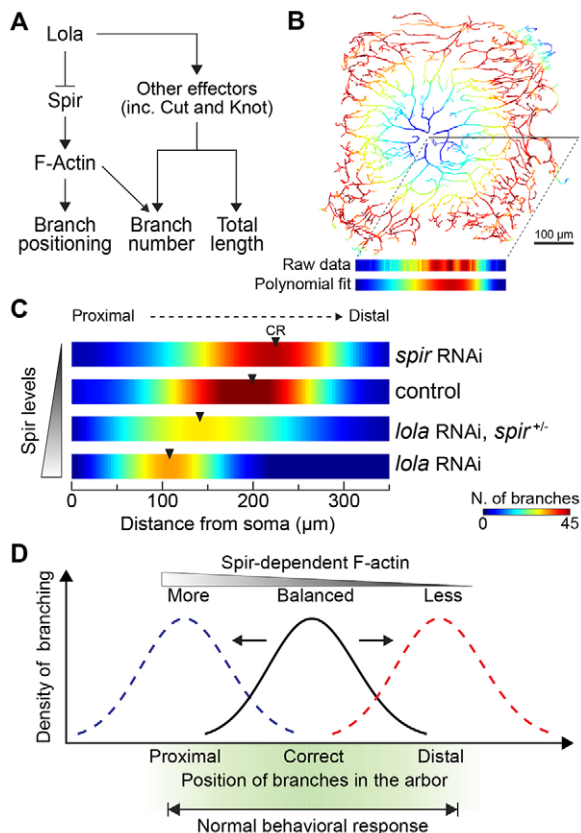 A
Lola
Spir
F-Actin
Other effectors
(inc. Cut and Knot)
Branch
positioning
Branch
number
Total
length
B
100 µm
Raw data
Polynomial fit
C
Proximal
Distal
CR
Spir levels
spir RNAi
control
lola RNAi, spir+/-
lola RNAi
0
100
200
300
Distance from soma (µm)
N. of branches
0
45
D
Spir-dependent F-actin
More
Balanced
Less
Density of branching
Proximal
Correct
Distal
Position of branches in the arbor
Normal behavioral response